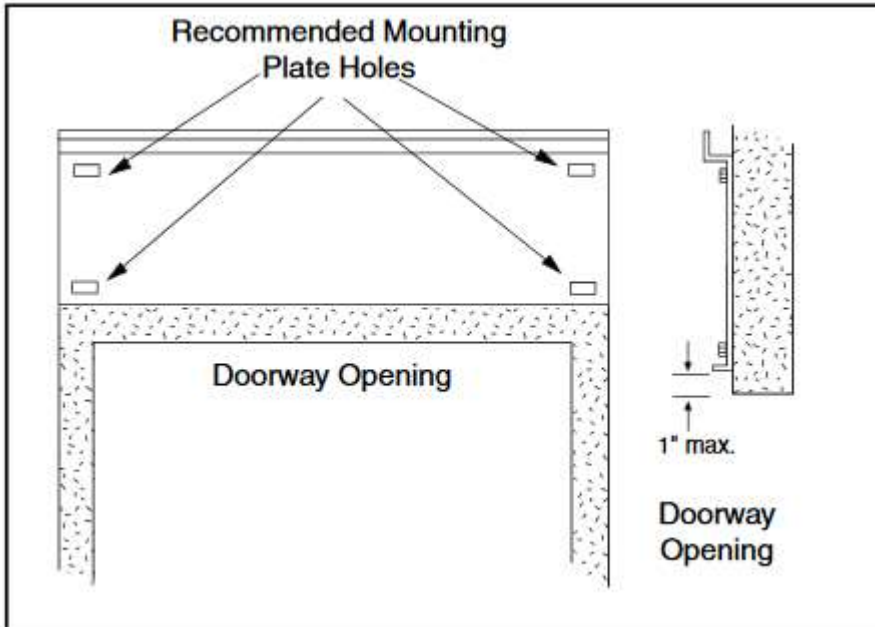 Recommended Mounting
Plate Holes
Doorway Opening
1" max.
Doorway
Opening